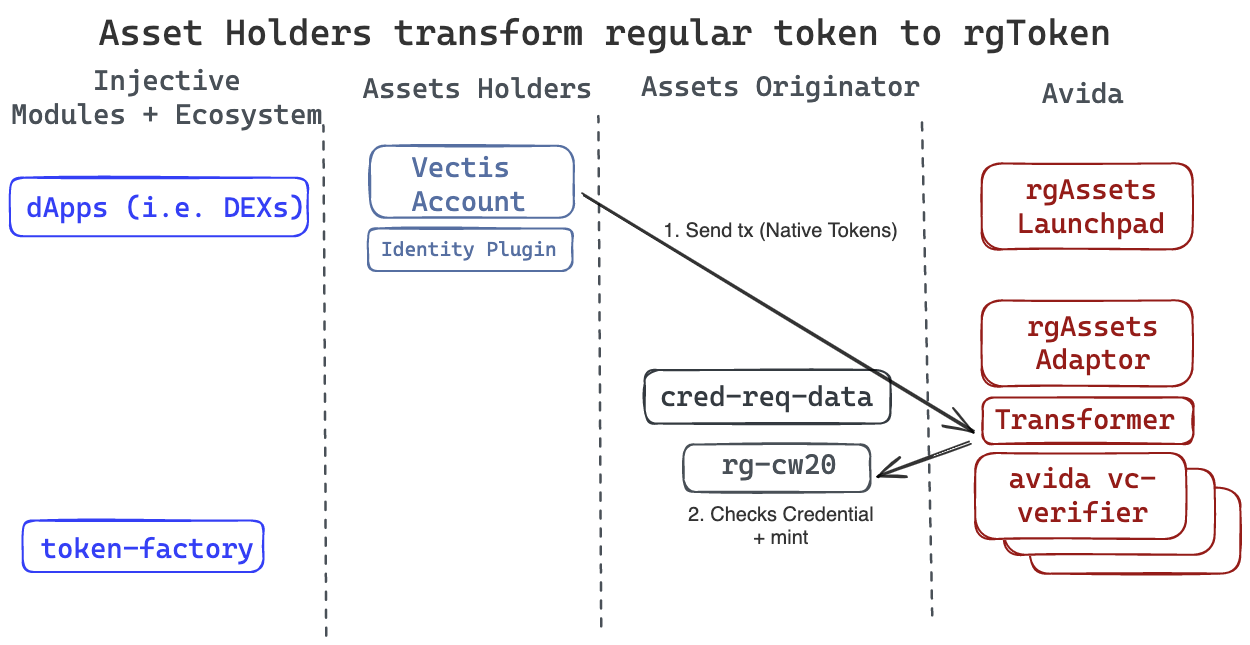 Asset Holders transform regular token to rgToken
Injective
Modules + Ecosystem
Assets Holders
Assets Originator
Avida
dApps (i.e. DEXs)
Vectis
Account
Identity Plugin
1. Send tx (Native Tokens)
rgAssets
Launchpad
rgAssets
Adaptor
cred-req-data
Transformer
rg-cw20
avida vc-
verifier
2. Checks Credential
+ mint
token-factory